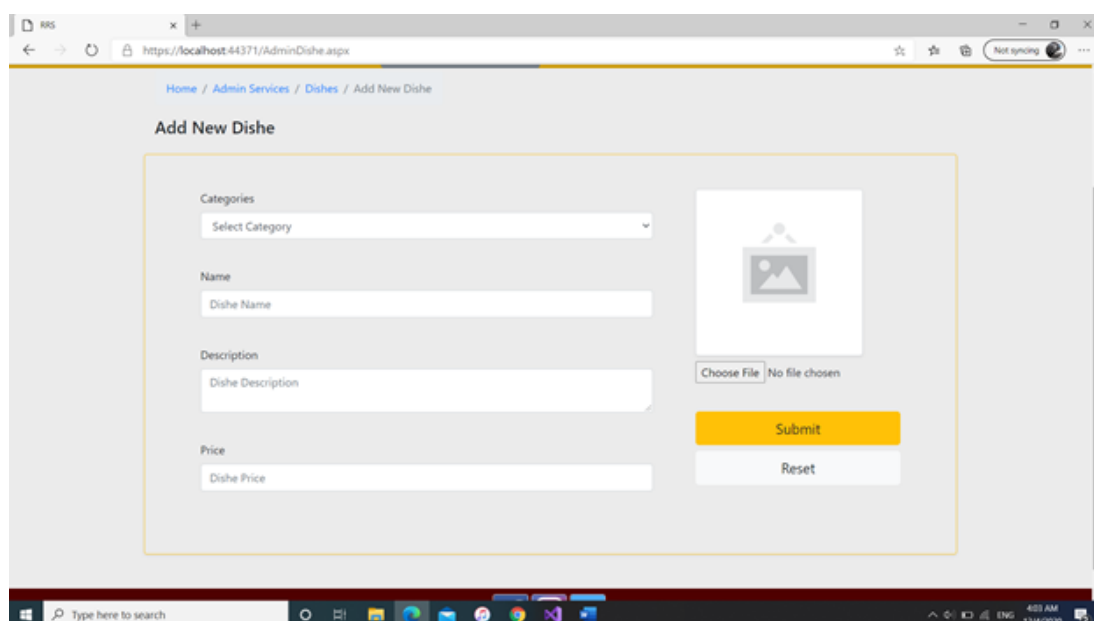 RRS
https://localhost:44371/AdminDishe.aspx
Not syncing
Home / Admin Services / Dishes / Add New Dishe
Add New Dishe
Categories
Select Category
Name
Dishe Name
Description
Dishe Description
Choose File No file chosen
Submit
Price
Reset
Dishe Price
Type here to search
ENG
4:03 AM